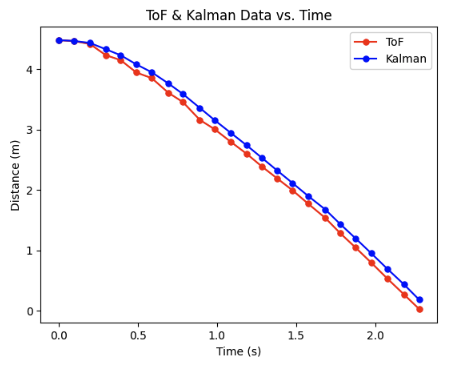 ToF & Kalman Data vs. Time
ToF
Kalman
Distance (m)
4
3
2
1
0
0.0 0.5 1.0 1.5 2.0
Time (s)